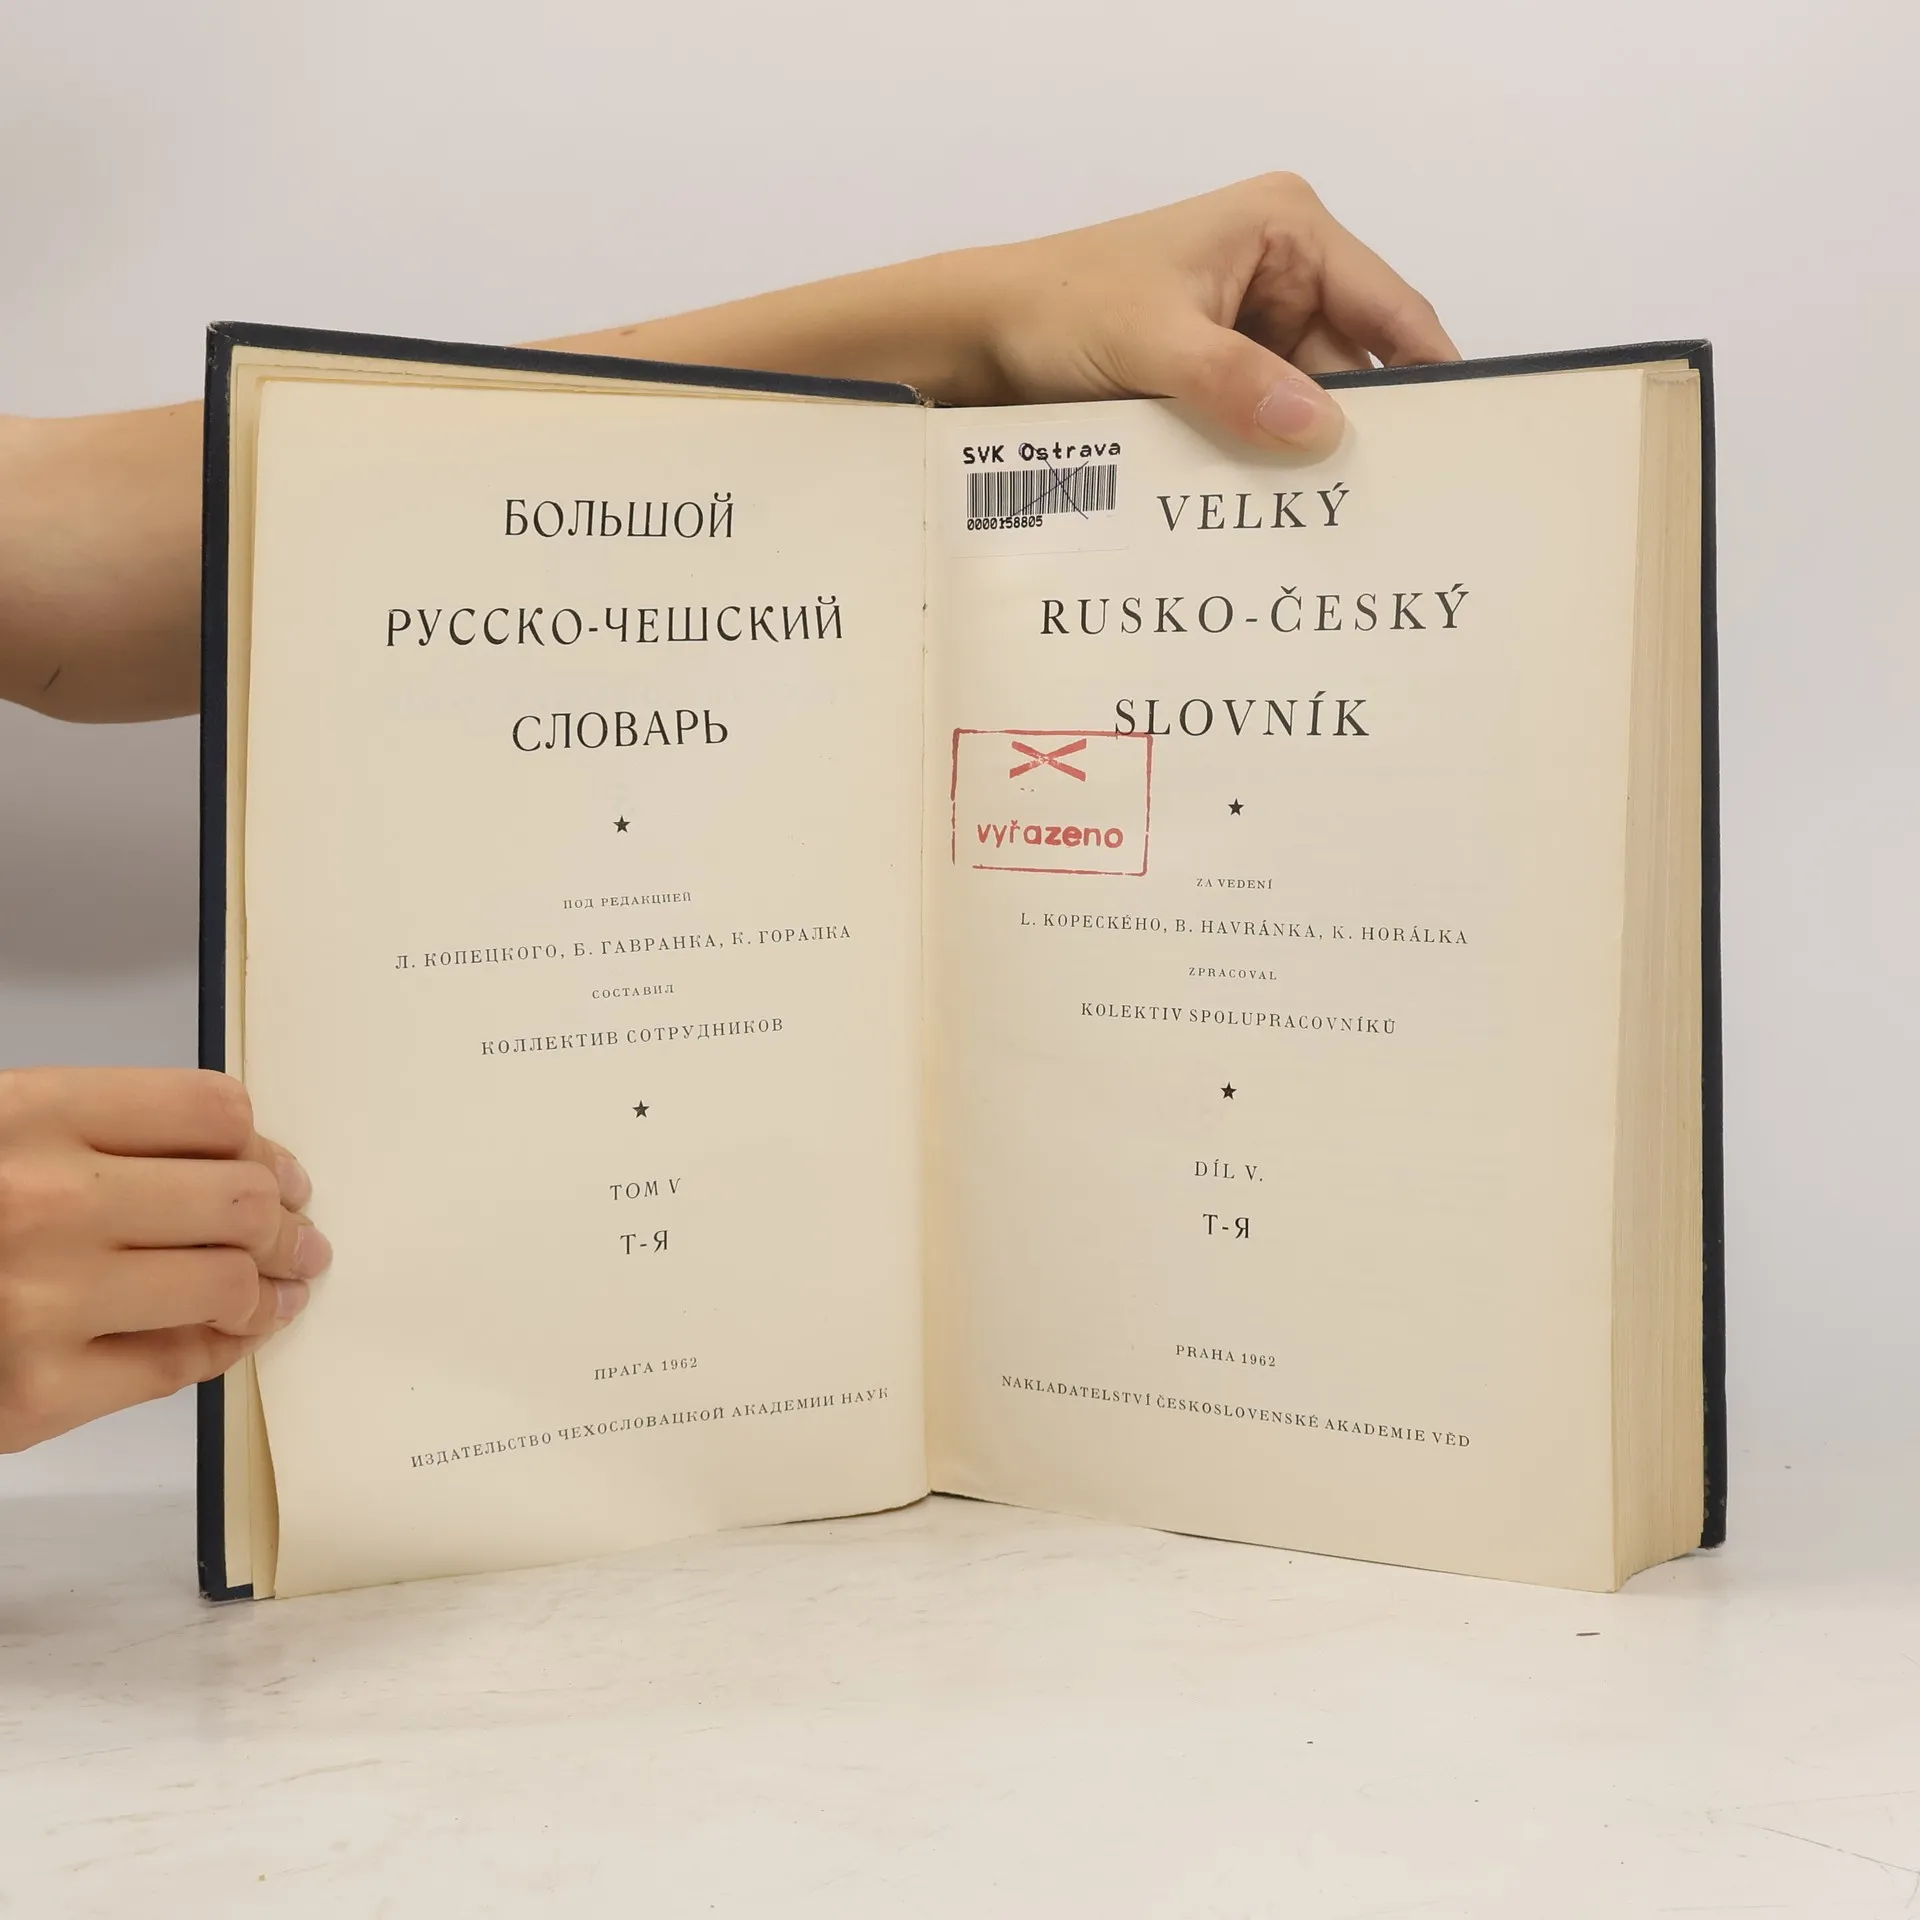 БОЛЬШОЙ
РУССКО-ЧЕШСКИЙ
СЛОВАРЬ
ПОД РЕДАКЦИЕЙ
Л. КОПЕЦКОГО, Б. ГАВРАНКА, К. ГОРАЛКА
СОСТАВИЛ
КОЛЛЕКТИВ СОТРУДНИКОВ
ТОМ V
Т-Я
ПРАГА 1962
ИЗДАТЕЛЬСТВО ЧЕХОСЛОВАЦКОЙ АКАДЕМИИ НАУК
SVK Ostrava
0000158805
VELKÝ
RUSKO-ČESKÝ
SLOVNÍK
vyřazeno
ZA VEDENÍ
L. KOPECKÉHO, B. HAVRÁNKA, K. HORÁLKA
ZPRACOVAL
KOLEKTIV SPOLUPRACOVNÍKŮ
DÍL V.
Т-Я
PRAHA 1962
NAKLADATELSTVÍ ČESKOSLOVENSKÉ AKADEMIE VĚD